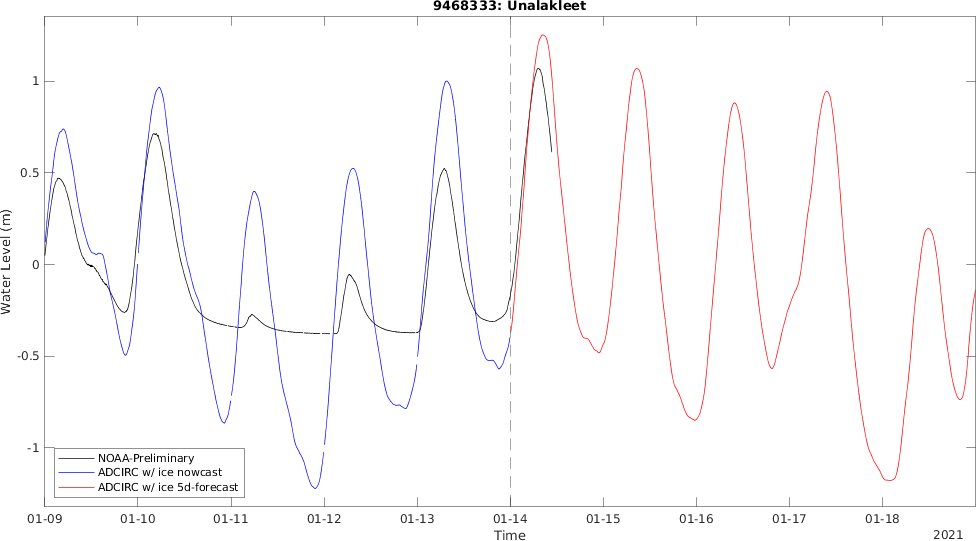 9468333: Unalakleet
Water Level (m)
1
0.5
0
-0.5
-1
NOAA-Preliminary
ADCIRC w/ ice nowcast
ADCIRC w/ ice 5d-forecast
01-09 01-10 01-11 01-12 01-13 01-14 01-15 01-16 01-17 01-18
Time
2021